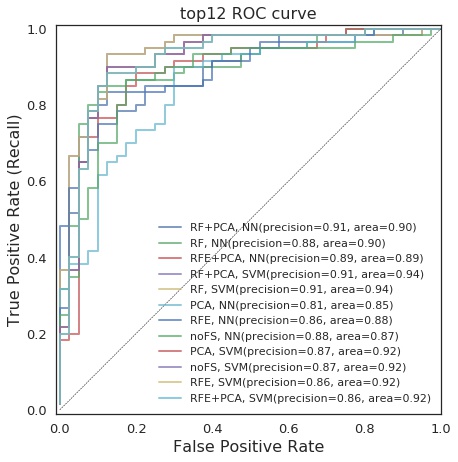 top12 ROC curve
1.0
0.8
0.6
0.4
0.2
0.0
True Positive Rate (Recall)
RF+PCA, NN(precision=0.91, area=0.90)
RF, NN(precision=0.88, area=0.90)
RFE+PCA, NN(precision=0.89, area=0.89)
RF+PCA, SVM(precision=0.91, area=0.94)
RF, SVM(precision=0.91, area=0.94)
PCA, NN(precision=0.81, area=0.85)
RFE, NN(precision=0.86, area=0.88)
noFS, NN(precision=0.88, area=0.87)
PCA, SVM(precision=0.87, area=0.92)
noFS, SVM(precision=0.87, area=0.92)
RFE, SVM(precision=0.86, area=0.92)
RFE+PCA, SVM(precision=0.86, area=0.92)
0.0 0.2 0.4 0.6 0.8 1.0
False Positive Rate